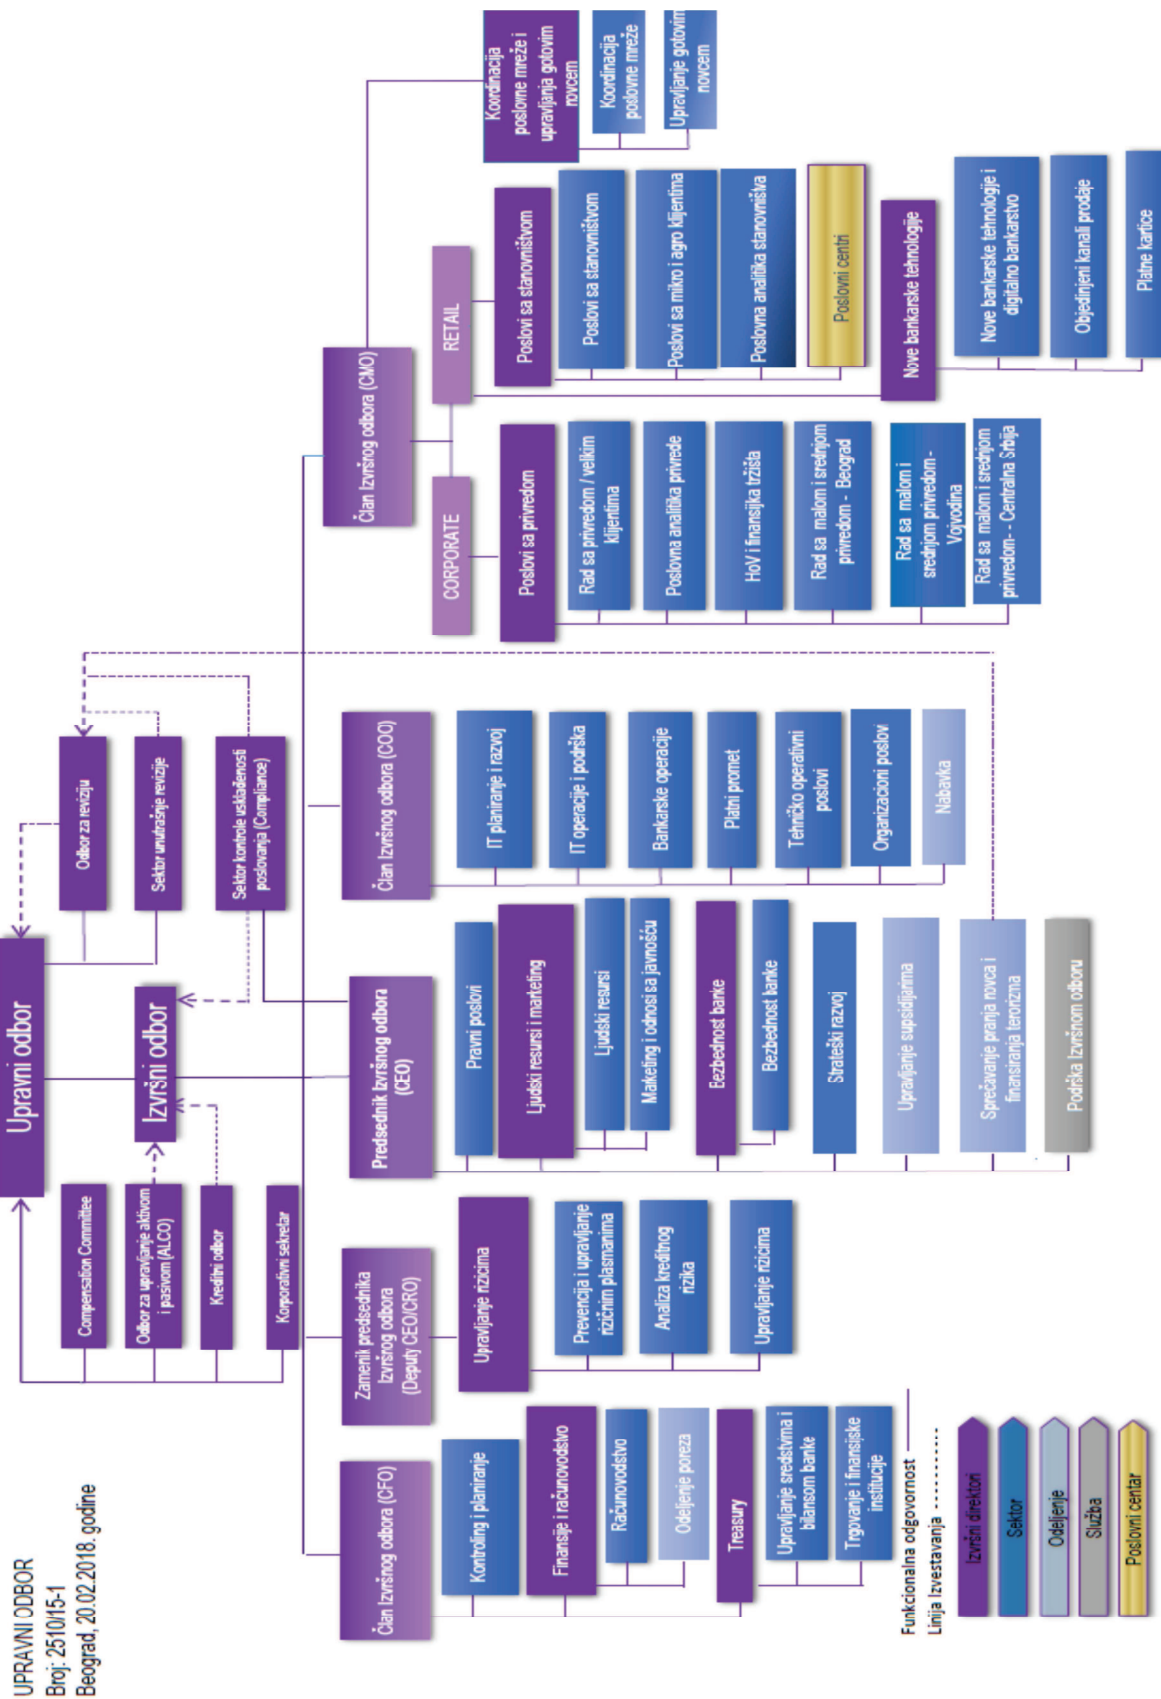 UPRAVNI ODBOR
Broj: 2510/15-1
Beograd, 20.02.2018. godine
Upravni odbor
Compensation Committee
Odbor za upravljanje aktivom
i pasivom (ALCO)
Kreditni odbor
Korporativni sekretar
Izvršni odbor
Odbor za reviziju
Sektor unutrašnje revizije
Sektor kontrole usklađenosti
poslovanja (Compliance)
Član Izvršnog odbora (CFO)
Kontroling i planiranje
Finansije i računovodstvo
Računovodstvo
Odeljenje poreza
Treasury
Upravljanje sredstvima i
bilansom banke
Trgovanje i finansijske
institucije
Zamenik predsednika
Izvršnog odbora
(Deputy CEO/CRO)
Upravljanje rizicima
Prevencija i upravljanje
rizičnim plasmanima
Analiza kreditnog
rizika
Upravljanje rizicima
Predsednik Izvršnog odbora
(CEO)
Pravni poslovi
Ljudski resursi i marketing
Ljudski resursi
Marketing i odnosi sa javnošću
Bezbednost banke
Bezbednost banke
Strateški razvoj
Upravljanje supsidijarima
Sprečavanje pranja novca i
finansiranja terorizma
Podrška Izvršnom odboru
Član Izvršnog odbora (COO)
IT planiranje i razvoj
IT operacije i podrška
Bankarske operacije
Platni promet
Tehničko operativni
poslovi
Organizacioni poslovi
Nabavka
Član Izvršnog odbora (CMO)
CORPORATE
Poslovi sa privredom
Rad sa privredom / velkim
klijentima
Poslovna analitika privrede
HoV i finansijka tržišta
Rad sa malom i srednjom
privredom - Beograd
Rad sa malom i
srednjom privredom -
Vojvodina
Rad sa malom i srednjom
privredom- - Centralna Srbija
RETAIL
Poslovi sa stanovništvom
Poslovi sa stanovništvom
Poslovi sa mikro i agro klijentima
Poslovna analitika stanovništva
Poslovni centri
Nove bankarske tehnologije
Nove bankarske tehnologije i
digitalno bankarstvo
Objedinjeni kanali prodaje
Platne kartice
Koordinacija
poslovne mreže i
upravljanja gotovim
novcem
Koordinacija
poslovne mreže
Upravljanje gotovim
novcem
Funkcionalna odgovornost
Linija Izvestavanja
Izvršni direktori
Sektor
Odeljenje
Služba
Poslovni centar